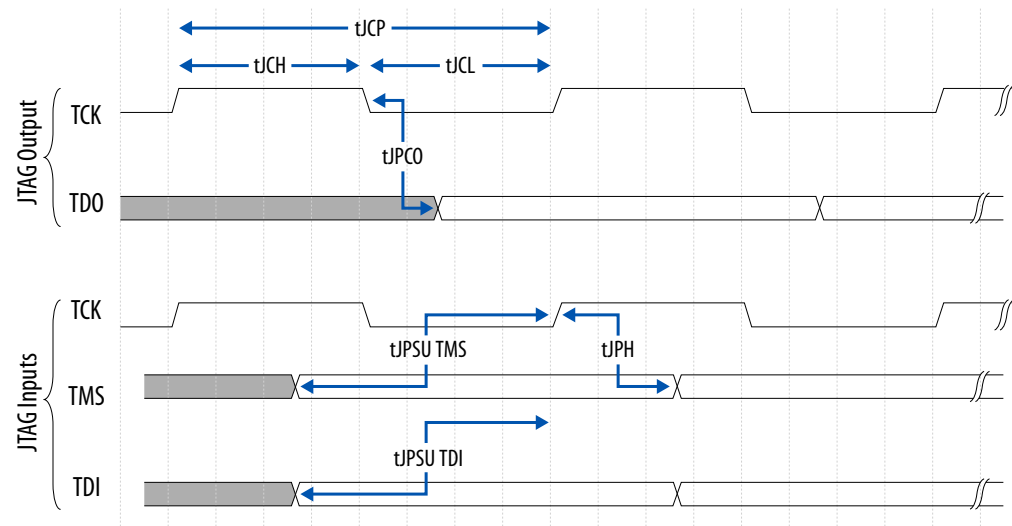 tJCP
tJCH
tJCL
JTAG Output
TCK
tJPCO
TDO
JTAG Inputs
TCK
tJPSU TMS
tJPH
TMS
tJPSU TDI
TDI